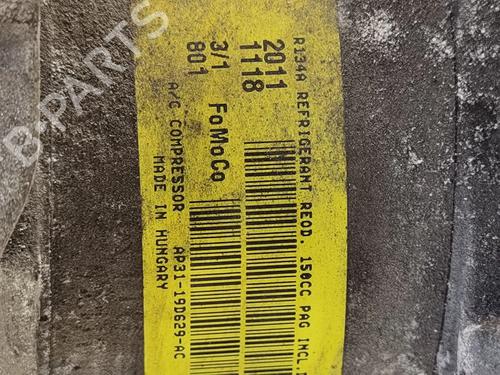 R134A REFRIGERANT REQD. 150CC PAG INCL.
2011
1118
3/1 FoMoCo
801
A/C COMPRESSOR AP31-19D629-AC
MADE IN HUNGARY
B-PARTS